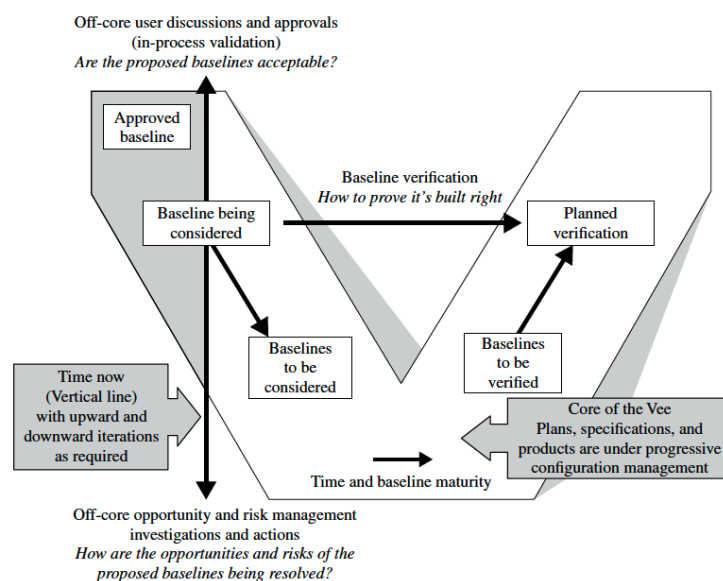 Off-core user discussions and approvals
(in-process validation)
Are the proposed baselines acceptable?
Approved
baseline
Baseline verification
How to prove it's built right
Baseline being
considered
Planned
verification
Baselines
to be
considered
Baselines
to be
verified
Time now
(Vertical line)
with upward and
downward iterations
as required
Core of the Vee
Plans, specifications, and
products are under progressive
configuration management
Time and baseline maturity
Off-core opportunity and risk management
investigations and actions
How are the opportunities and risks of the
proposed baselines being resolved?